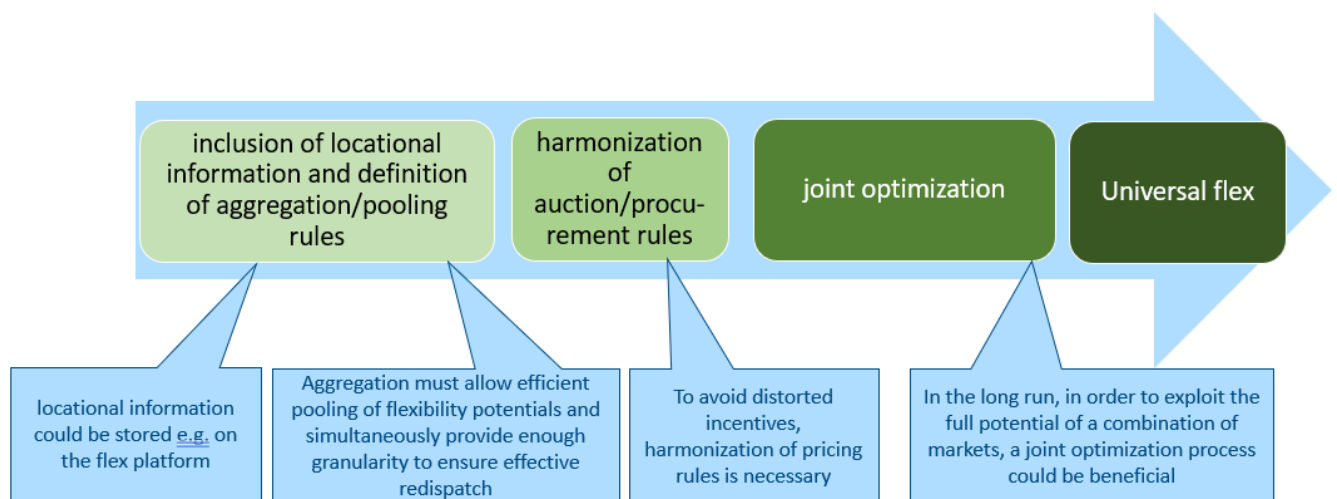 inclusion of locational
information and definition
of aggregation/pooling
rules
harmonization
of
auction/procu-
rement rules
joint optimization
Universal flex
locational information
could be stored e.g. on
the flex platform
Aggregation must allow efficient
pooling of flexibility potentials and
simultaneously provide enough
granularity to ensure effective
redispatch
To avoid distorted
incentives,
harmonization of pricing
rules is necessary
In the long run, in order to exploit the
full potential of a combination of
markets, a joint optimization process
could be beneficial